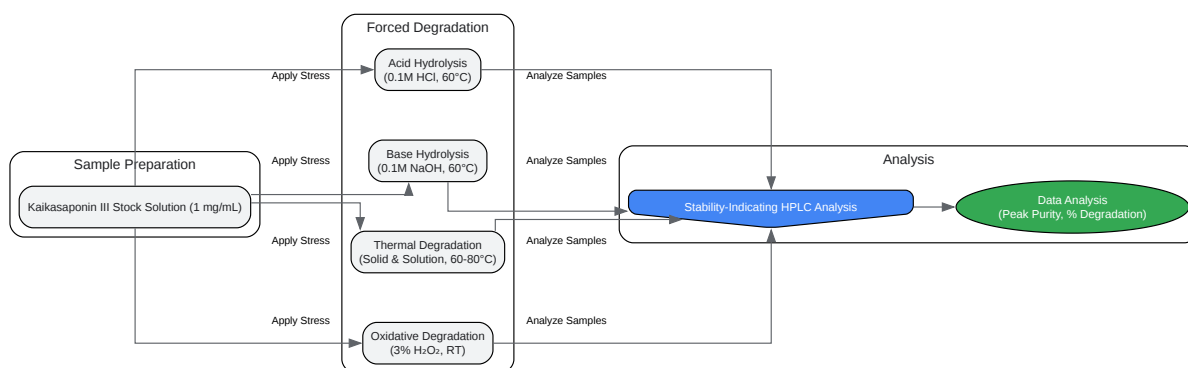 Forced Degradation
Acid Hydrolysis
(0.1M HCl, 60°C)
Apply Stress
Analyze Samples
Base Hydrolysis
(0.1M NaOH, 60°C)
Apply Stress
Analyze Samples
Sample Preparation
Kaikasaponin III Stock Solution (1 mg/mL)
Analysis
Stability-Indicating HPLC Analysis
Data Analysis
(Peak Purity, % Degradation)
Apply Stress
Analyze Samples
Thermal Degradation
(Solid & Solution, 60-80°C)
Apply Stress
Analyze Samples
Oxidative Degradation
(3% H₂O₂, RT)